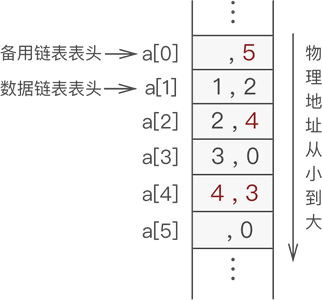 备用链表表头 a[0] ,5
数据链表表头 a[1] 1,2
a[2] 2,4
a[3] 3,0
a[4] 4,3
a[5] ,0
物理地址从小到大